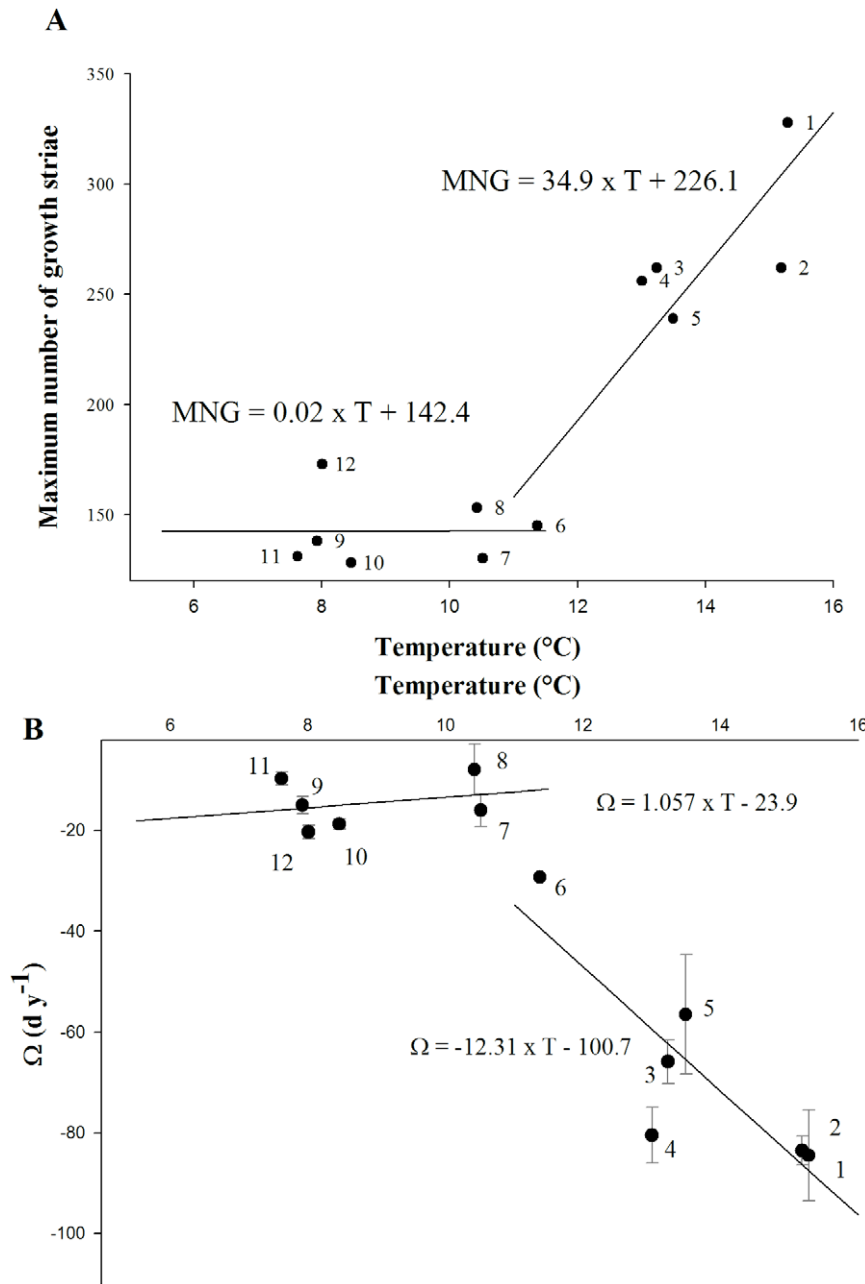 A
350
300
250
200
150
Maximum number of growth striae
MNG = 34.9 x T + 226.1
MNG = 0.02 x T + 142.4
1
2
3
4
5
12
8
6
9
11
10
7
6 8 10 12 14 16
Temperature (°C)
Temperature (°C)
B
6 8 10 12 14 16
-20
-40
-60
-80
-100
Ω (d y⁻¹)
11
9
8
Ω = 1.057 x T - 23.9
12
10
7
6
5
Ω = -12.31 x T - 100.7
3
4
2
1